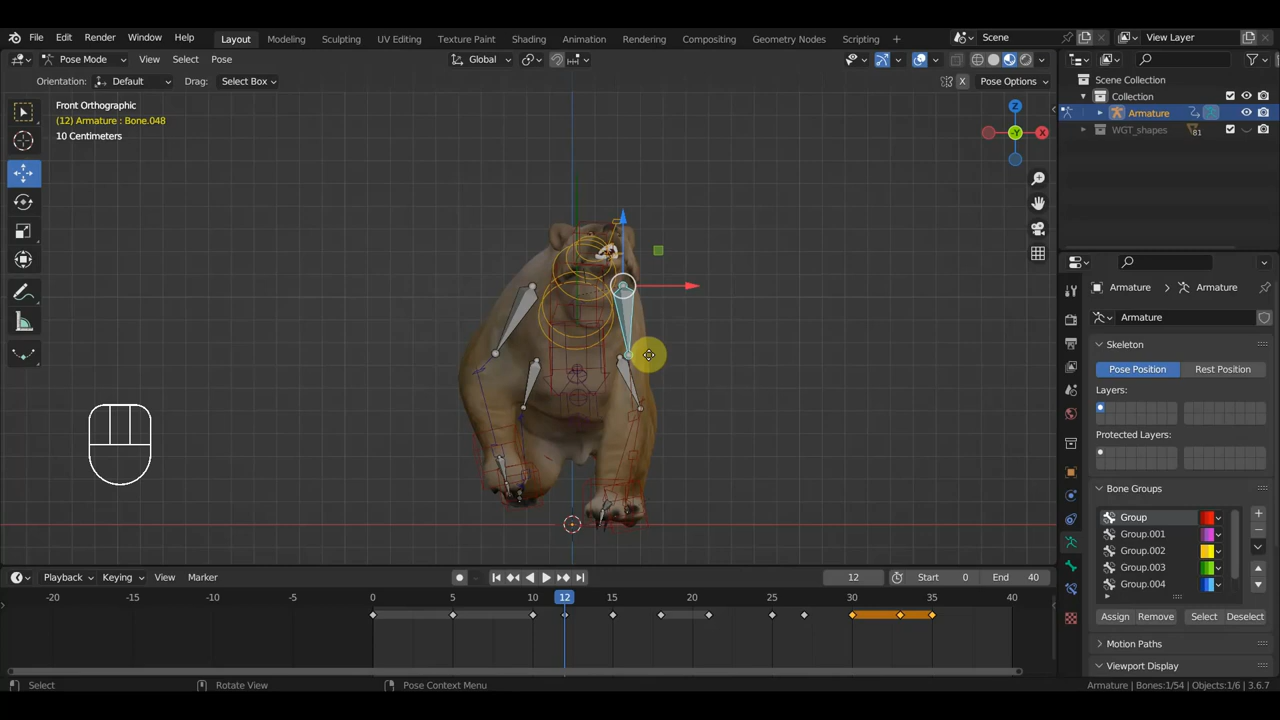 File Edit Render Window Help Layout Modeling Sculpting UV Editing Texture Paint Shading Animation Rendering Compositing Geometry Nodes Scripting + Scene View Layer
Pose Mode View Select Pose Global
Orientation: Default Drag: Select Box X Pose Options
Front Orthographic
(12) Armature : Bone.048
10 Centimeters
Z
X
-Y
Scene Collection
Collection
Armature
WGT_shapes 81
Armature Armature
Armature
Skeleton
Pose Position Rest Position
Layers:
Protected Layers:
Bone Groups
Group
Group.001
Group.002
Group.003
Group.004
Assign Remove Select Deselect
Motion Paths
Viewport Display
Playback Keying View Marker 12 Start 0 End 40
-20 -15 -10 -5 0 5 10 12 15 20 25 30 35 40
Select Rotate View Pose Context Menu Armature | Bones:1/54 | Objects:1/6 | 3.6.7